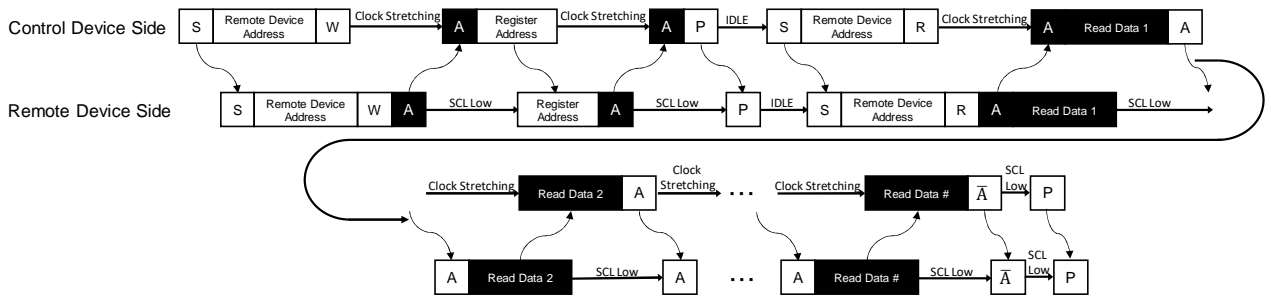 Control Device Side S Remote Device Address W Clock Stretching A Register Address Clock Stretching A P IDLE S Remote Device Address R Clock Stretching A Read Data 1 A
Remote Device Side S Remote Device Address W A SCL Low Register Address A SCL Low P IDLE S Remote Device Address R A Read Data 1 SCL Low
Clock Stretching Read Data 2 A Clock Stretching ... Clock Stretching Read Data # A̅ SCL Low P
A Read Data 2 SCL Low A ... A Read Data # SCL Low A̅ SCL Low P